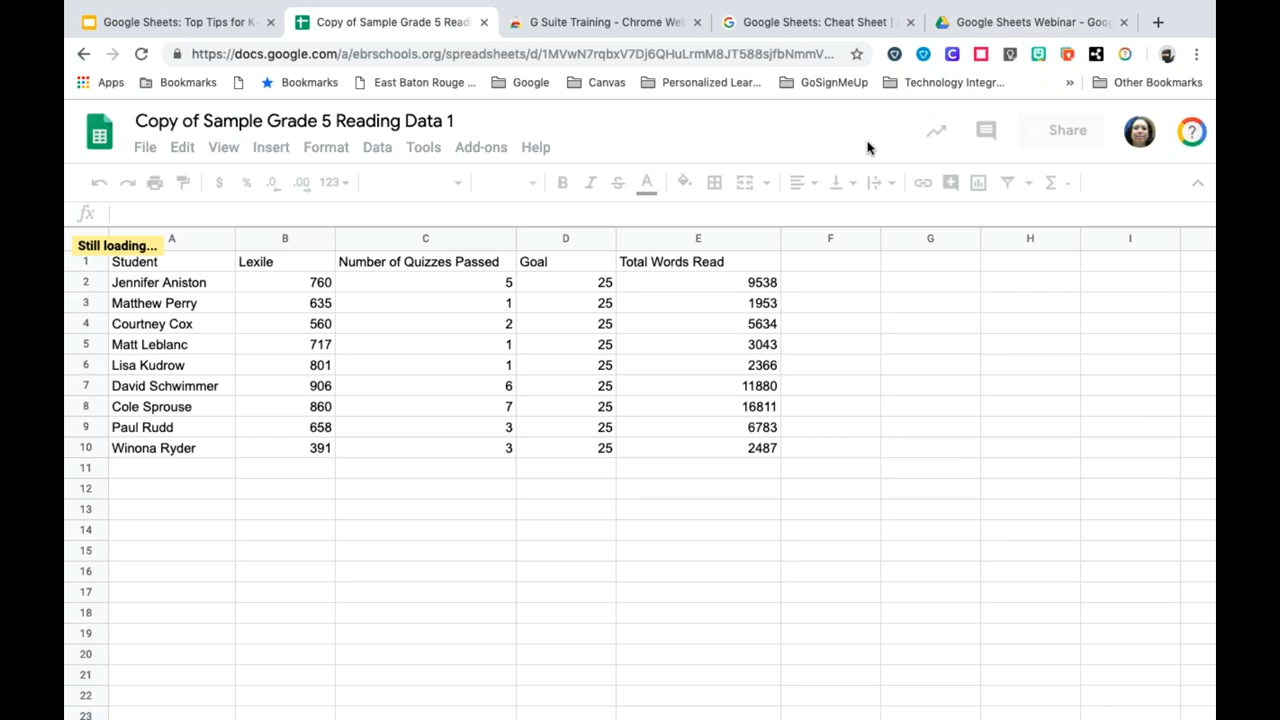 Google Sheets: Top Tips for K- Copy of Sample Grade 5 Readi G Suite Training - Chrome Web Google Sheets: Cheat Sheet | Google Sheets Webinar - Goog
https://docs.google.com/a/ebrschools.org/spreadsheets/d/1MVwN7rqbxV7Dj6QHuLrmM8JT588sjfbNmmV...
Apps Bookmarks Bookmarks East Baton Rouge ... Google Canvas Personalized Lear... GoSignMeUp Technology Integr... » Other Bookmarks
Copy of Sample Grade 5 Reading Data 1
Share
File Edit View Insert Format Data Tools Add-ons Help
$ % .0 .00 123 B I S A Σ
fx
Still loading...
A B C D E F G H I
1 Student Lexile Number of Quizzes Passed Goal Total Words Read
2 Jennifer Aniston 760 5 25 9538
3 Matthew Perry 635 1 25 1953
4 Courtney Cox 560 2 25 5634
5 Matt Leblanc 717 1 25 3043
6 Lisa Kudrow 801 1 25 2366
7 David Schwimmer 906 6 25 11880
8 Cole Sprouse 860 7 25 16811
9 Paul Rudd 658 3 25 6783
10 Winona Ryder 391 3 25 2487
11
12
13
14
15
16
17
18
19
20
21
22
23